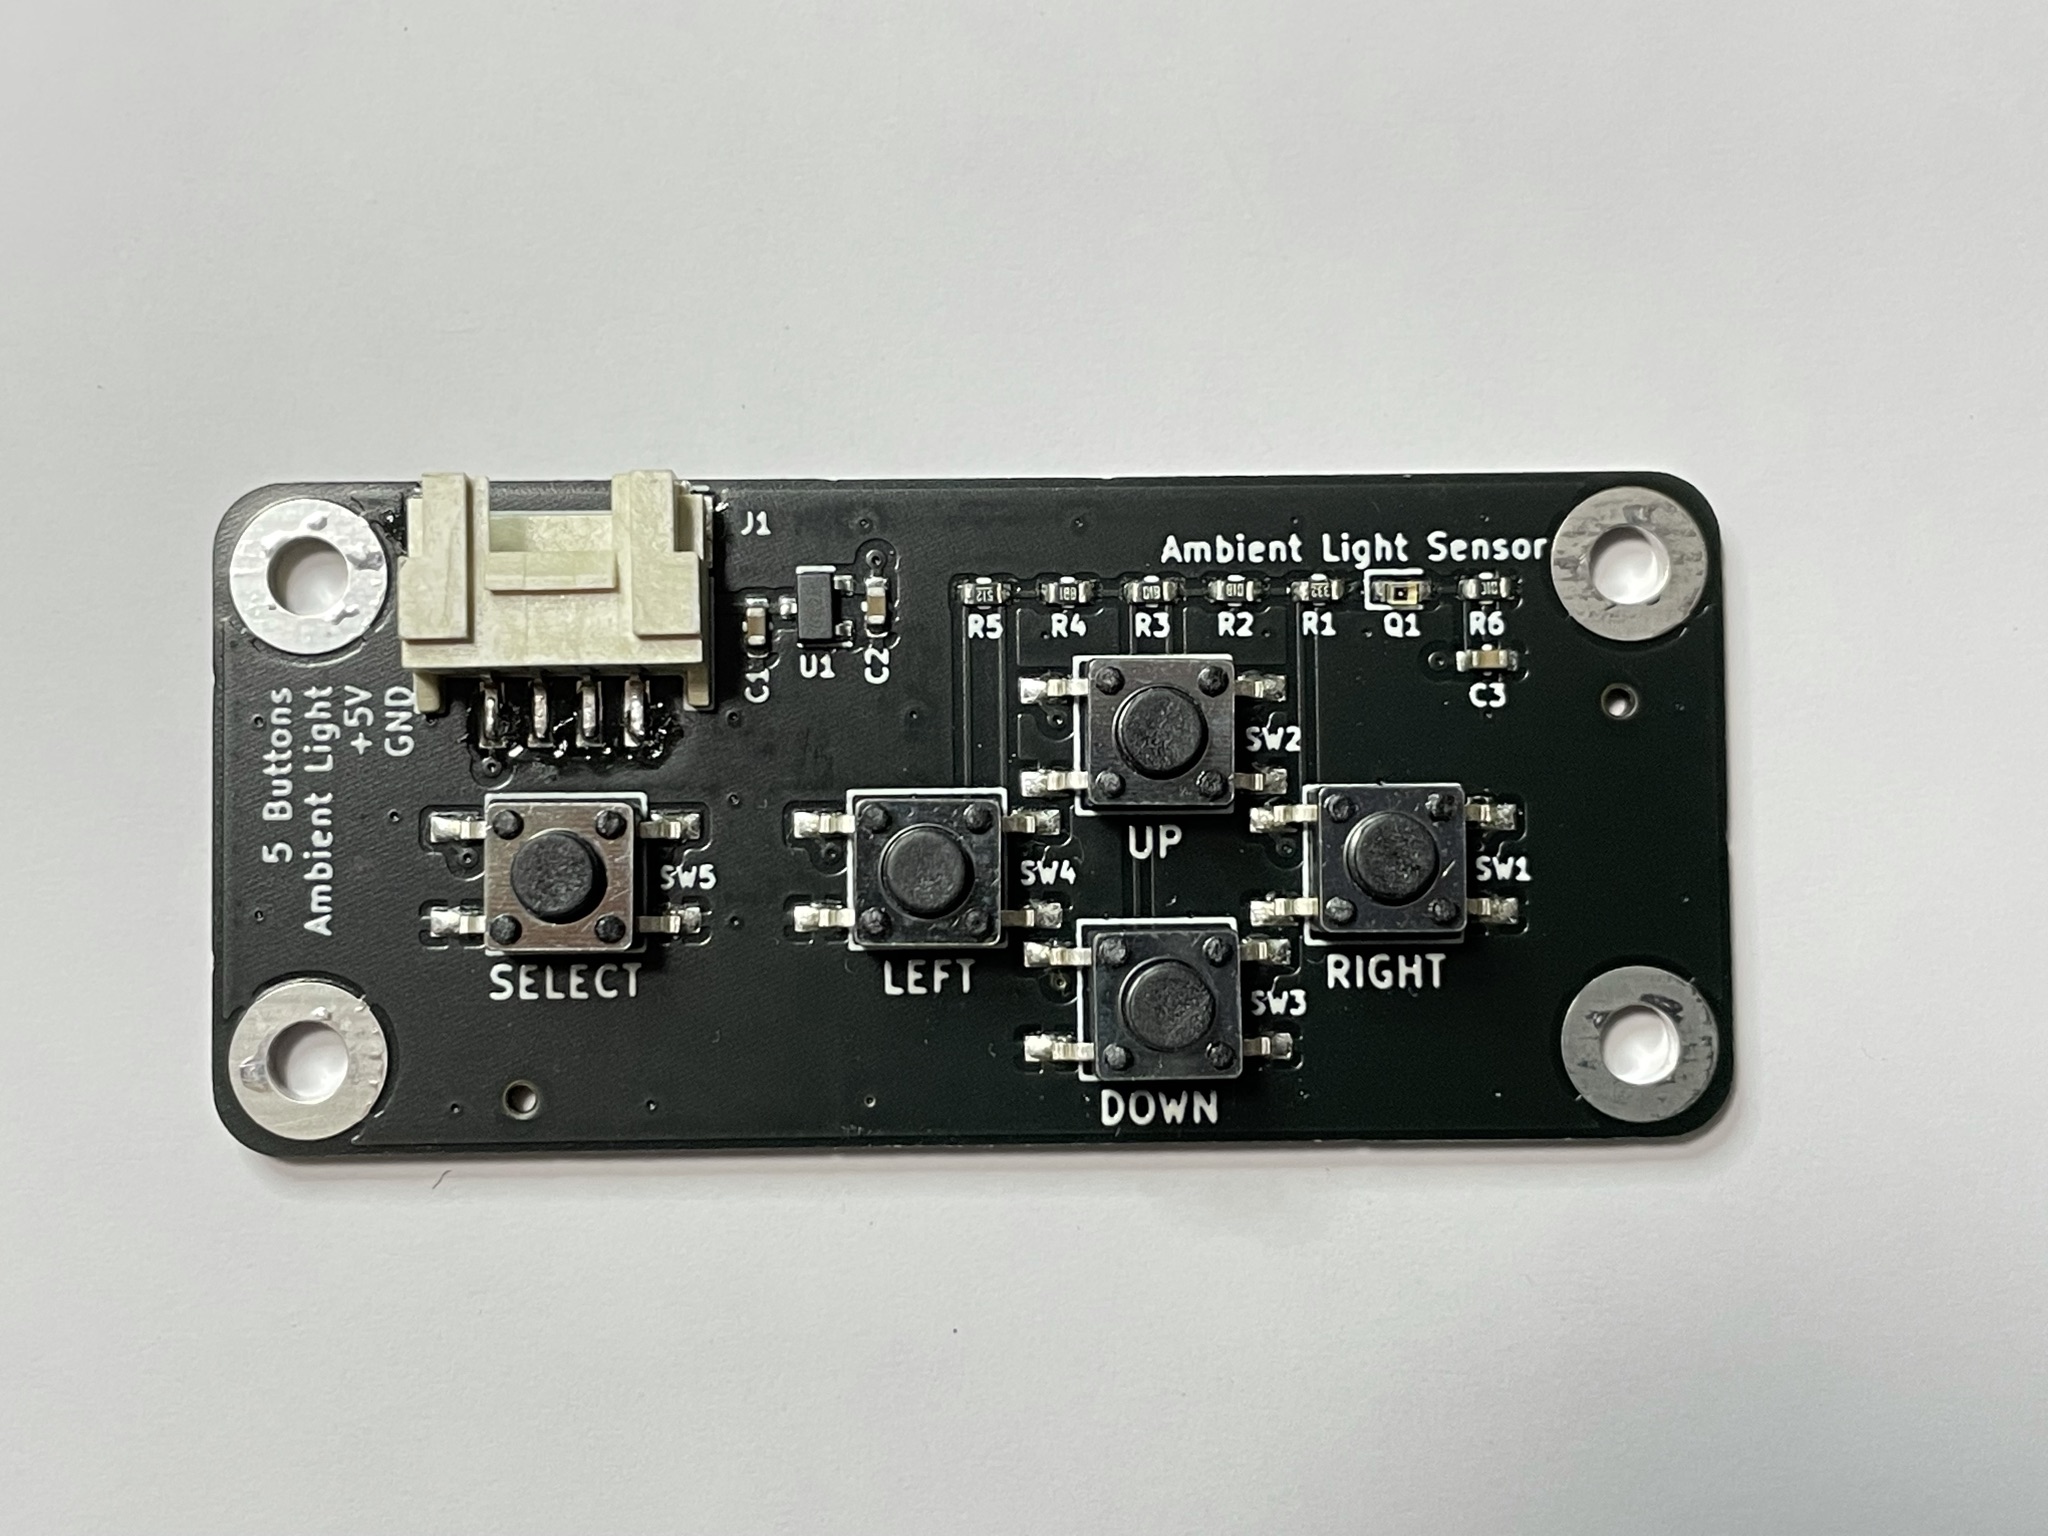 J1
Ambient Light Sensor
R5 R4 R3 R2 R1 Q1 R6
C1 U1 C2
C3
5 Buttons
Ambient Light
+5V
GND
SW2
UP
SW5
SW4
SW1
SELECT
LEFT
RIGHT
SW3
DOWN
332